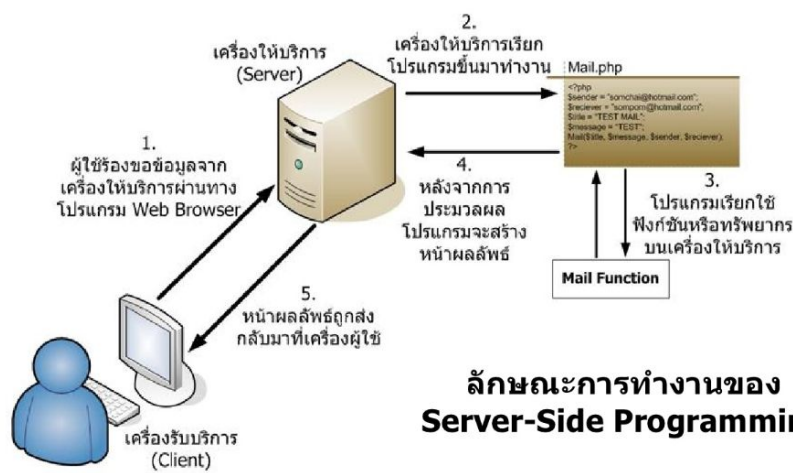 เครื่องให้บริการ
(Server)
1.
ผู้ใช้ร้องขอข้อมูลจาก
เครื่องให้บริการผ่านทาง
โปรแกรม Web Browser
2.
เครื่องให้บริการเรียก
โปรแกรมขึ้นมาทำงาน
Mail.php
<?php
$sender = "somchai@hotmail.com";
$reciever = "somporn@hotmail.com";
$title = "TEST MAIL";
$message = "TEST";
Mail($title, $message, $sender, $reciever);
?>
3.
โปรแกรมเรียกใช้
ฟังก์ชันหรือทรัพยากร
บนเครื่องให้บริการ
Mail Function
4.
หลังจากการ
ประมวลผล
โปรแกรมจะสร้าง
หน้าผลลัพธ์
5.
หน้าผลลัพธ์ถูกส่ง
กลับมาที่เครื่องผู้ใช้
เครื่องรับบริการ
(Client)
ลักษณะการทำงานของ
Server-Side Programmin